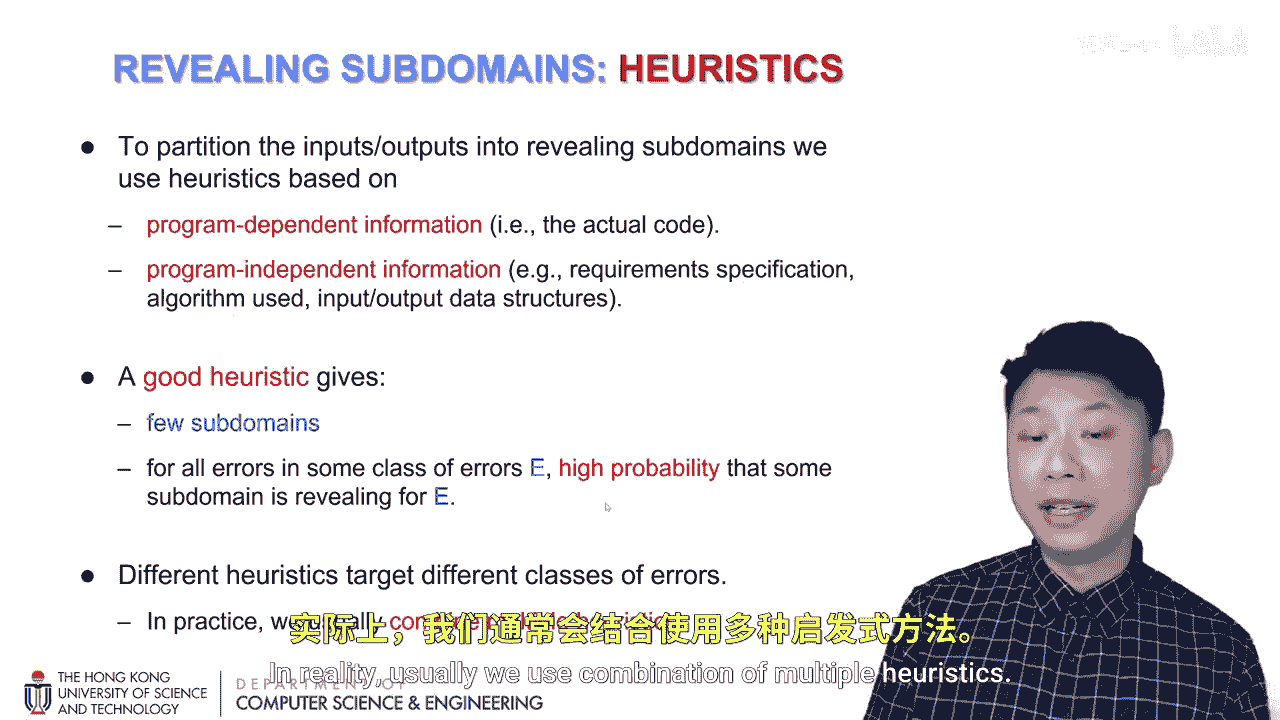 REVEALING SUBDOMAINS: HEURISTICS
● To partition the inputs/outputs into revealing subdomains we
use heuristics based on
– program-dependent information (i.e., the actual code).
– program-independent information (e.g., requirements specification,
algorithm used, input/output data structures).
● A good heuristic gives:
– few subdomains
– for all errors in some class of errors E, high probability that some
subdomain is revealing for E.
● Different heuristics target different classes of errors.
– In practice, we usually
实际上，我们通常会结合使用多种启发式方法。
In reality, usually we use combination of multiple heuristics.
THE HONG KONG
UNIVERSITY OF SCIENCE
AND TECHNOLOGY
DEPARTMENT OF
COMPUTER SCIENCE & ENGINEERING